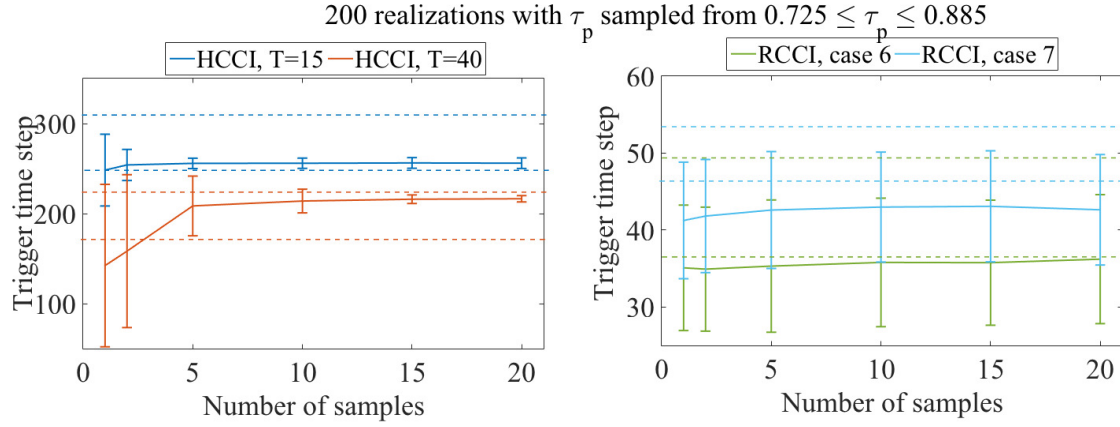 200 realizations with τp sampled from 0.725 ≤ τp ≤ 0.885
HCCI, T=15 HCCI, T=40
Trigger time step
300
200
100
0 5 10 15 20
Number of samples
RCCI, case 6 RCCI, case 7
Trigger time step
60
50
40
30
0 5 10 15 20
Number of samples